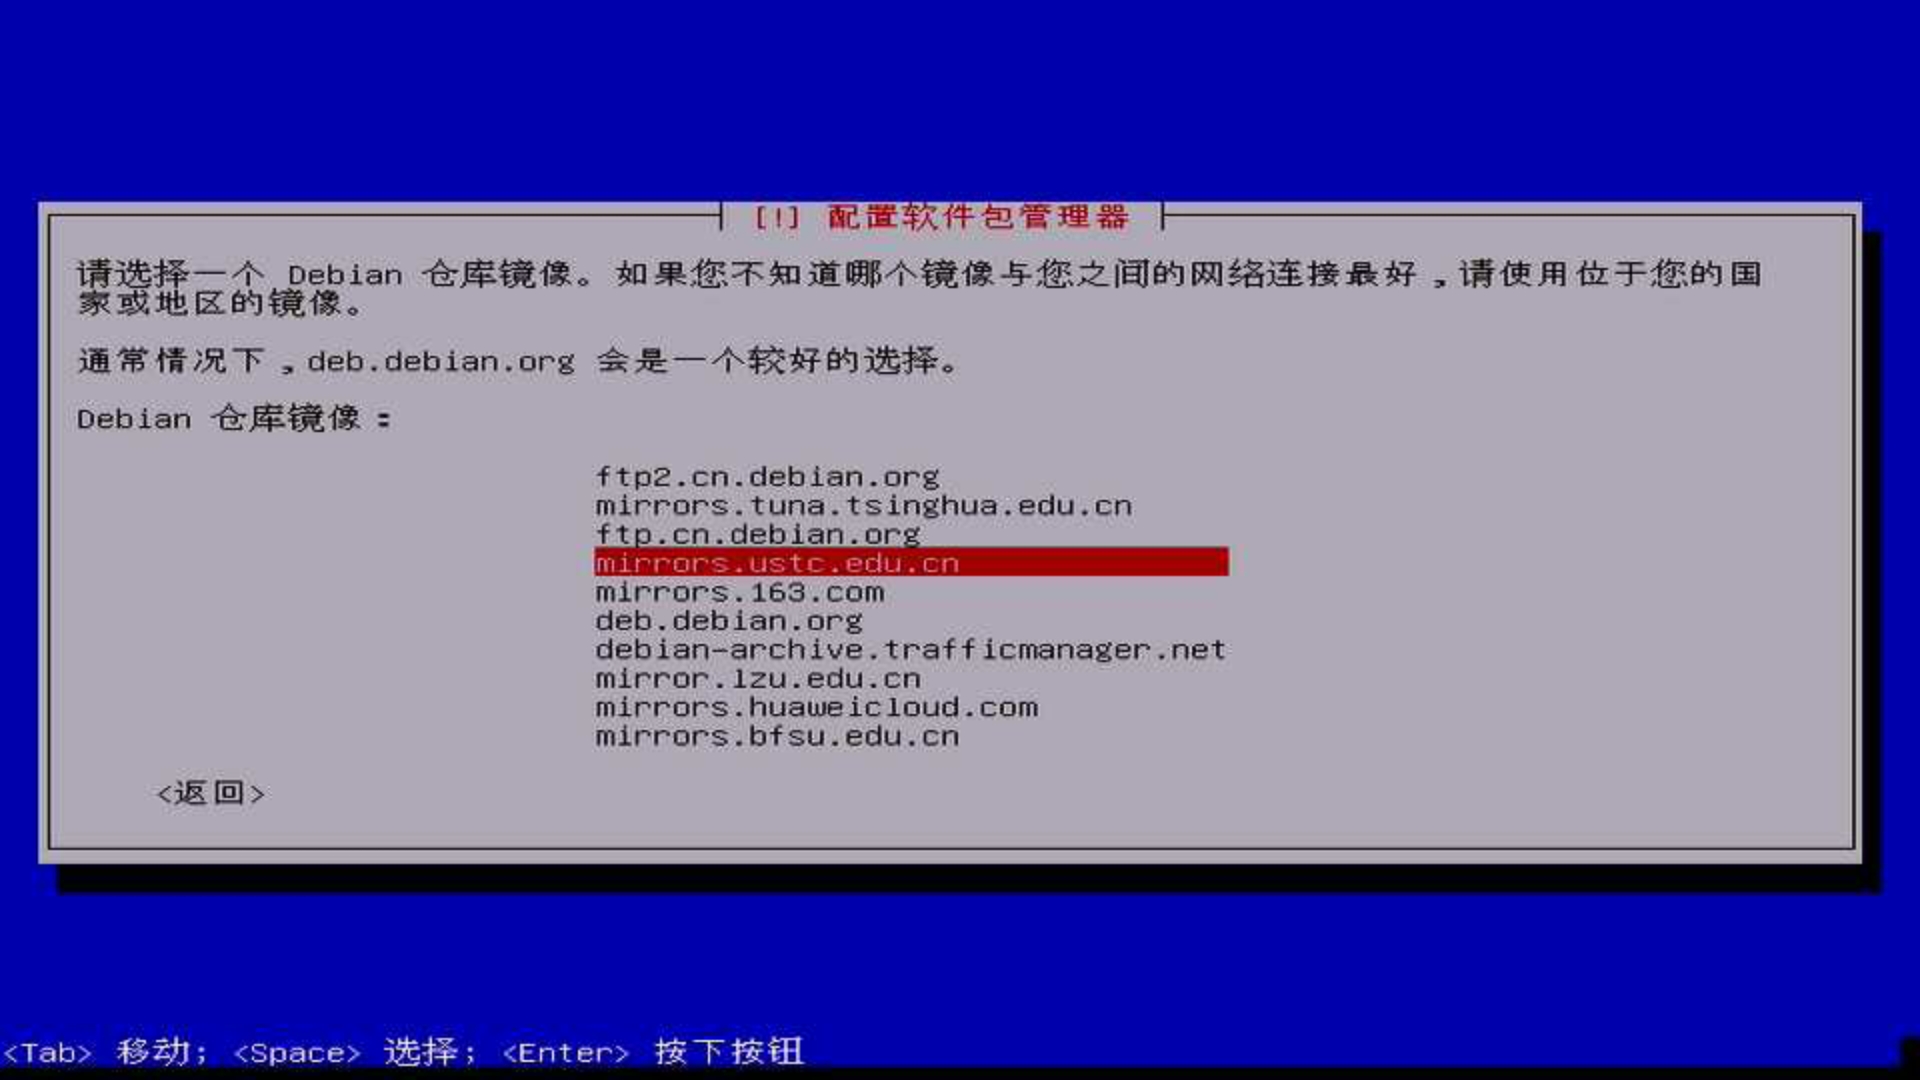 [!] 配置软件包管理器
请选择一个 Debian 仓库镜像。如果您不知道哪个镜像与您之间的网络连接最好，请使用位于您的国
家或地区的镜像。
通常情况下，deb.debian.org 会是一个较好的选择。
Debian 仓库镜像：
ftp2.cn.debian.org
mirrors.tuna.tsinghua.edu.cn
ftp.cn.debian.org
mirrors.ustc.edu.cn
mirrors.163.com
deb.debian.org
debian-archive.trafficmanager.net
mirror.lzu.edu.cn
mirrors.huaweicloud.com
mirrors.bfsu.edu.cn
<返回>
<Tab> 移动; <Space> 选择; <Enter> 按下按钮